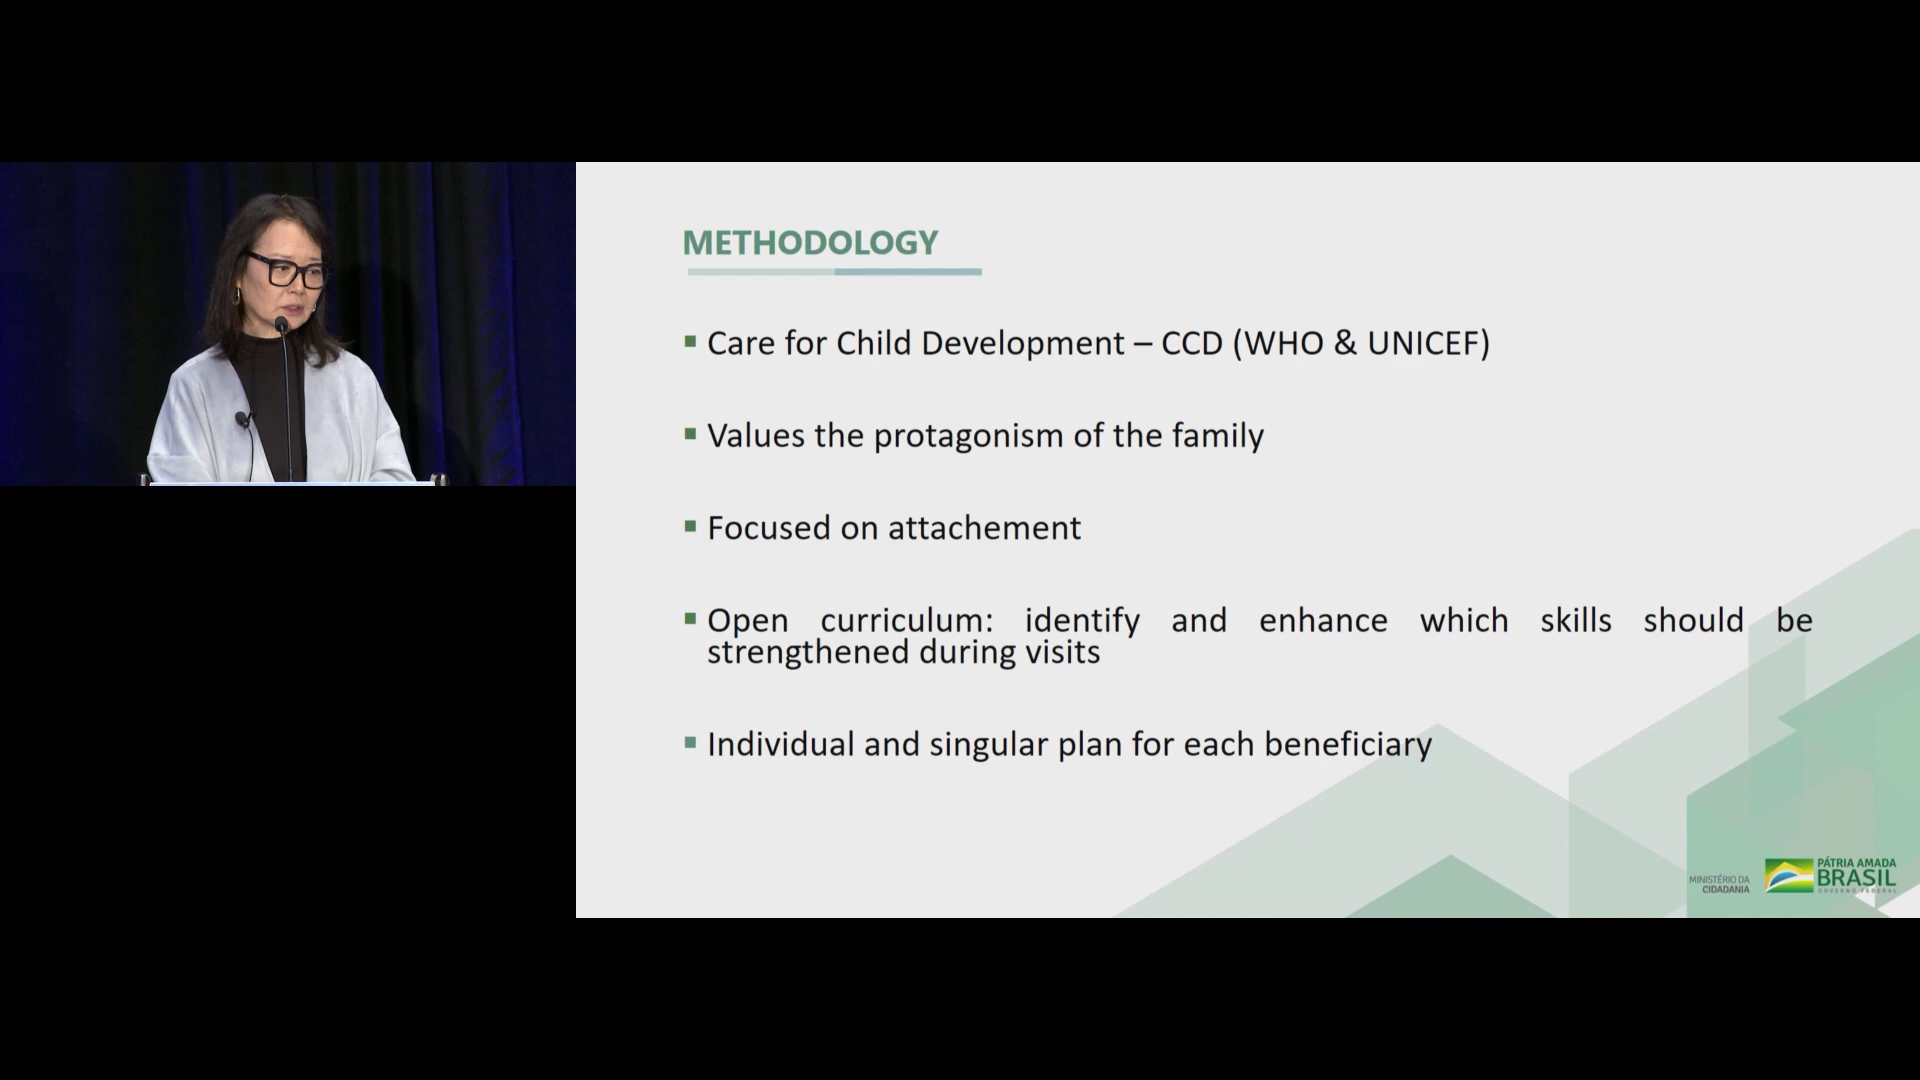 METHODOLOGY
Care for Child Development – CCD (WHO & UNICEF)
Values the protagonism of the family
Focused on attachement
Open curriculum: identify and enhance which skills should be
strengthened during visits
Individual and singular plan for each beneficiary
MINISTÉRIO DA
CIDADANIA
PÁTRIA AMADA
BRASIL
GOVERNO FEDERAL